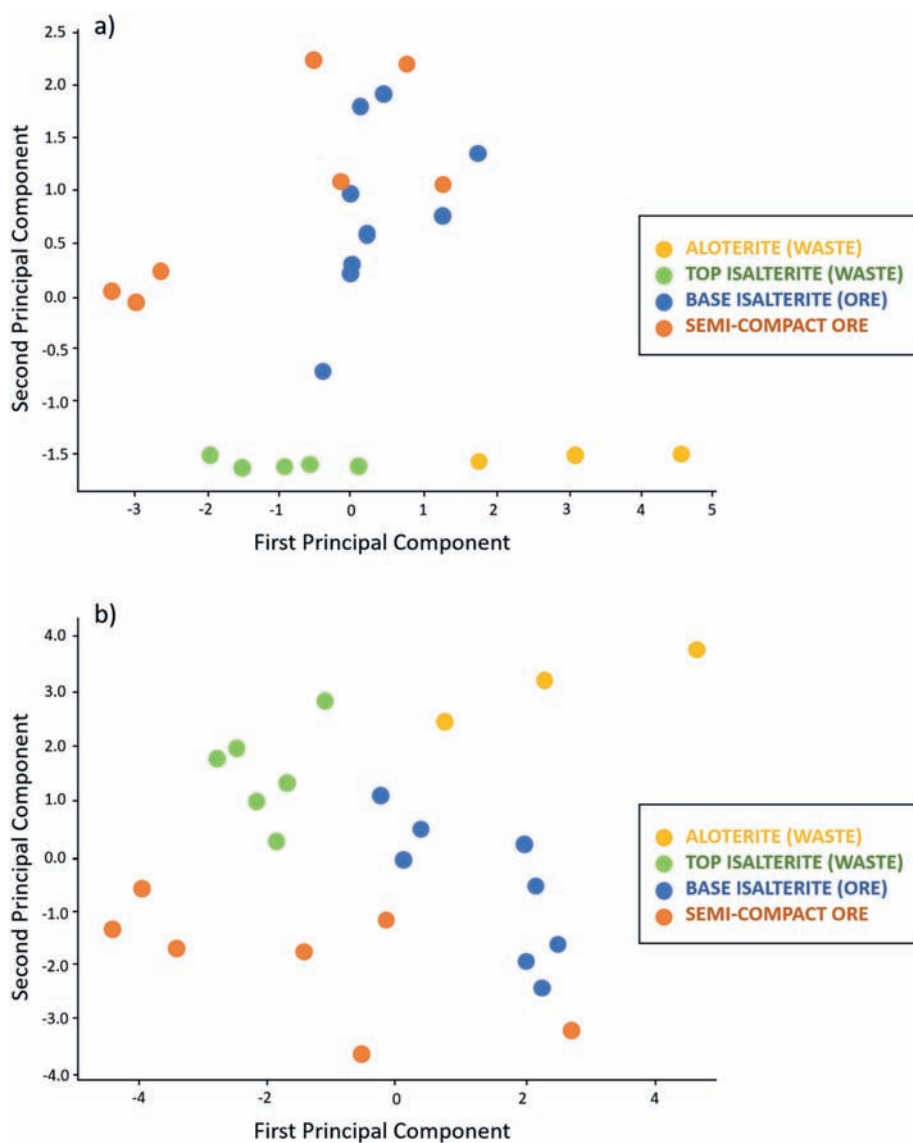 a)
2.5
2.0
1.5
1.0
0.5
0.0
-0.5
-1.0
-1.5
Second Principal Component
-3 -2 -1 0 1 2 3 4 5
First Principal Component
ALOTERITE (WASTE)
TOP ISALTERITE (WASTE)
BASE ISALTERITE (ORE)
SEMI-COMPACT ORE
b)
4.0
3.0
2.0
1.0
0.0
-1.0
-2.0
-3.0
-4.0
Second Principal Component
-4 -2 0 2 4
First Principal Component
ALOTERITE (WASTE)
TOP ISALTERITE (WASTE)
BASE ISALTERITE (ORE)
SEMI-COMPACT ORE